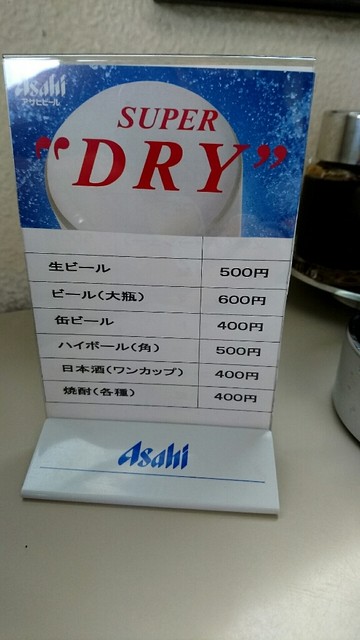 Asahi
アサヒビール
SUPER
"DRY"
生ビール 500円
ビール(大瓶) 600円
缶ビール 400円
ハイボール(角) 500円
日本酒(ワンカップ) 400円
焼酎(各種) 400円
Asahi